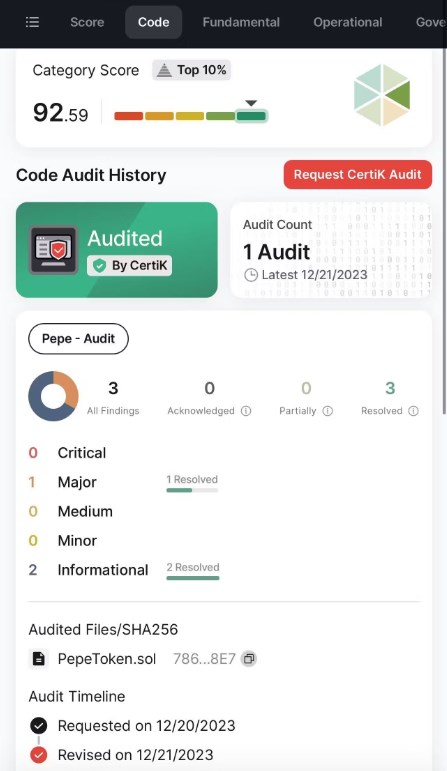 Score Code Fundamental Operational Gove
Category Score Top 10%
92.59
Code Audit History Request CertiK Audit
Audited
By CertiK
Audit Count
1 Audit
Latest 12/21/2023
Pepe - Audit
3 0 0 3
All Findings Acknowledged Partially Resolved
0 Critical
1 Major 1 Resolved
0 Medium
0 Minor
2 Informational 2 Resolved
Audited Files/SHA256
PepeToken.sol 786...8E7
Audit Timeline
Requested on 12/20/2023
Revised on 12/21/2023